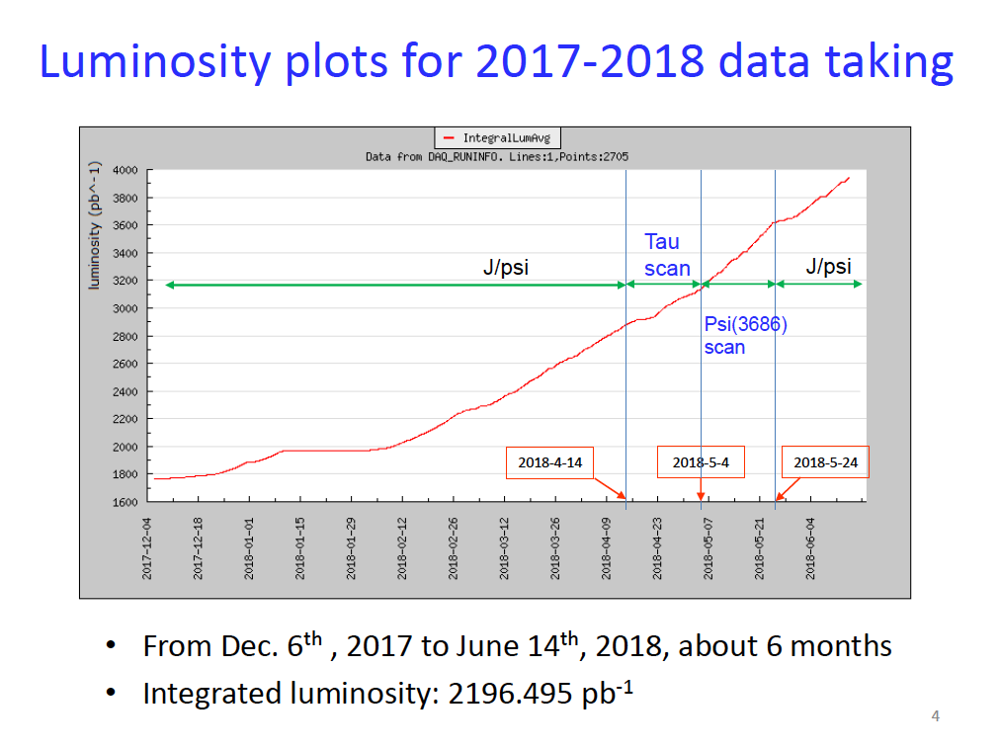 Luminosity plots for 2017-2018 data taking
IntegralLumAvg
Data from DAQ_RUNINFO. Lines:1,Points:2705
luminosity (pb^-1)
4000
3800
3600
3400
3200
3000
2800
2600
2400
2200
2000
1800
1600
J/psi
Tau
scan
Psi(3686)
scan
J/psi
2018-4-14
2018-5-4
2018-5-24
2017-12-04
2017-12-18
2018-01-01
2018-01-15
2018-01-29
2018-02-12
2018-02-26
2018-03-12
2018-03-26
2018-04-09
2018-04-23
2018-05-07
2018-05-21
2018-06-04
• From Dec. 6th , 2017 to June 14th, 2018, about 6 months
• Integrated luminosity: 2196.495 pb-1
4